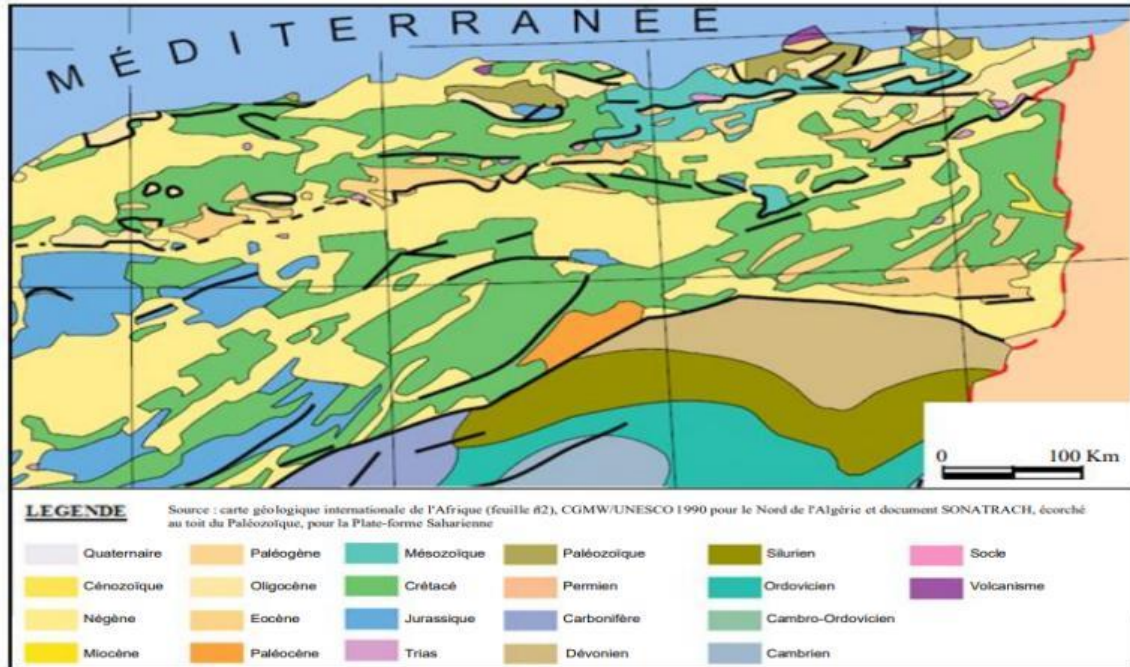 MÉDITERRANÉE
0 100 Km
LEGENDE
Source : carte géologique internationale de l'Afrique (feuille ñ2), CGMW/UNESCO 1990 pour le Nord de l'Algérie et document SONATRACH, écorché
au toit du Paléozoïque, pour la Plate-forme Saharienne
Quaternaire Paléogène Mésozoïque Paléozoïque Silurien Socle
Cénozoïque Oligocène Crétacé Permien Ordovicien Volcanisme
Négène Eocène Jurassique Carbonifère Cambro-Ordovicien
Miocène Paléocène Trias Dévonien Cambrien